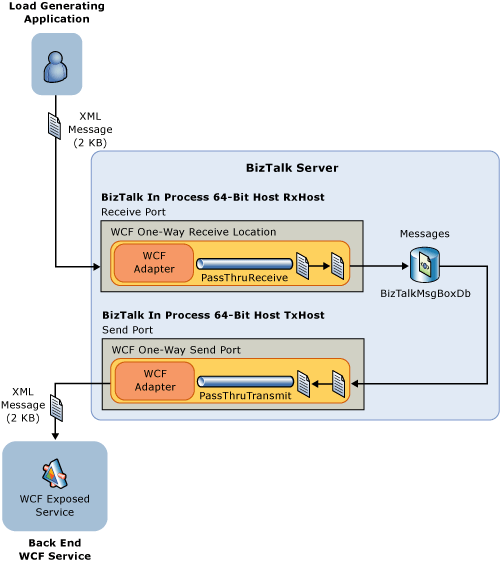 Load Generating
Application
XML
Message
(2 KB)
BizTalk Server
BizTalk In Process 64-Bit Host RxHost
Receive Port
WCF One-Way Receive Location
WCF
Adapter
PassThruReceive
Messages
BizTalkMsgBoxDb
BizTalk In Process 64-Bit Host TxHost
Send Port
WCF One-Way Send Port
WCF
Adapter
PassThruTransmit
XML
Message
(2 KB)
WCF Exposed
Service
Back End
WCF Service